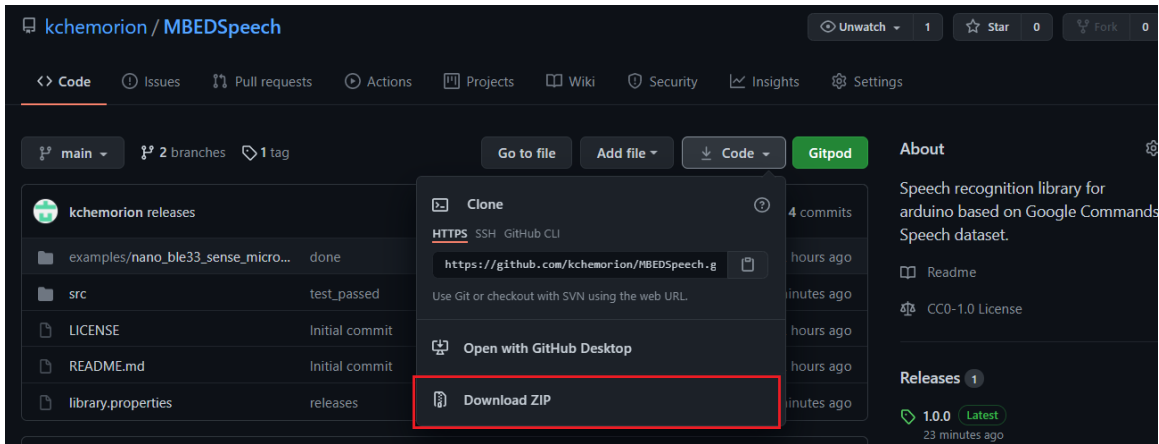 kchemorion / MBEDSpeech
Unwatch 1 Star 0 Fork 0
Code Issues Pull requests Actions Projects Wiki Security Insights Settings
main 2 branches 1 tag Go to file Add file Code Gitpod
About
Speech recognition library for
arduino based on Google Commands
Speech dataset.
Readme
CC0-1.0 License
Releases 1
1.0.0 Latest
23 minutes ago
kchemorion releases 4 commits
examples/nano_ble33_sense_micro... done hours ago
src test_passed inutes ago
LICENSE Initial commit hours ago
README.md Initial commit hours ago
library.properties releases inutes ago
Clone
HTTPS SSH GitHub CLI
https://github.com/kchemorion/MBEDSpeech.g
Use Git or checkout with SVN using the web URL.
Open with GitHub Desktop
Download ZIP